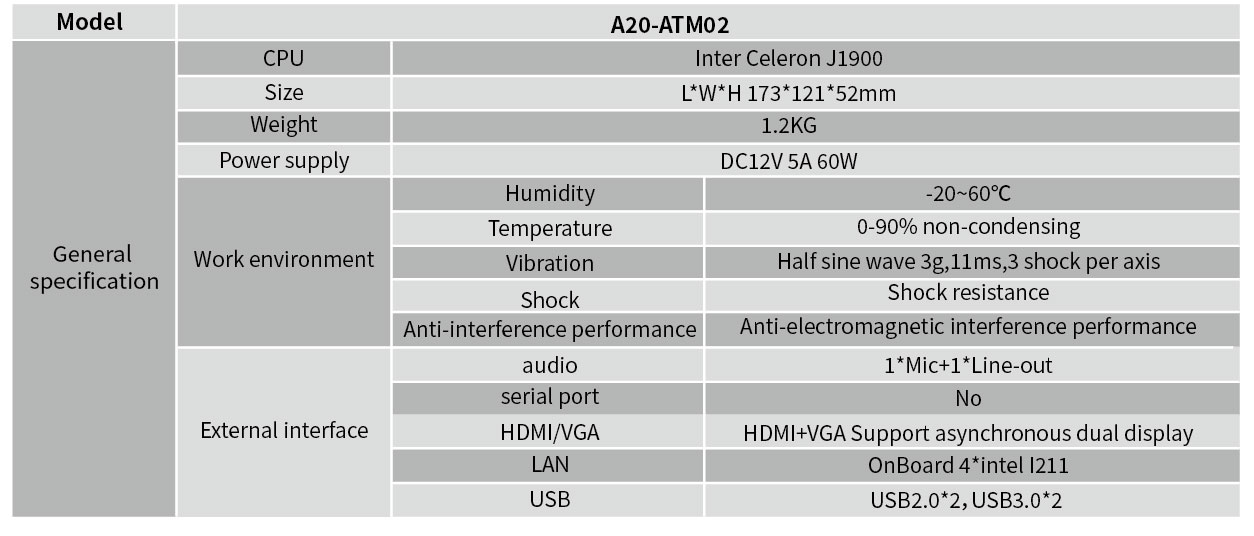 Model
A20-ATM02
General
specification
CPU
Inter Celeron J1900
Size
L*W*H 173*121*52mm
Weight
1.2KG
Power supply
DC12V 5A 60W
Work environment
Humidity
-20~60℃
Temperature
0-90% non-condensing
Vibration
Half sine wave 3g,11ms,3 shock per axis
Shock
Shock resistance
Anti-interference performance
Anti-electromagnetic interference performance
External interface
audio
1*Mic+1*Line-out
serial port
No
HDMI/VGA
HDMI+VGA Support asynchronous dual display
LAN
OnBoard 4*intel I211
USB
USB2.0*2, USB3.0*2